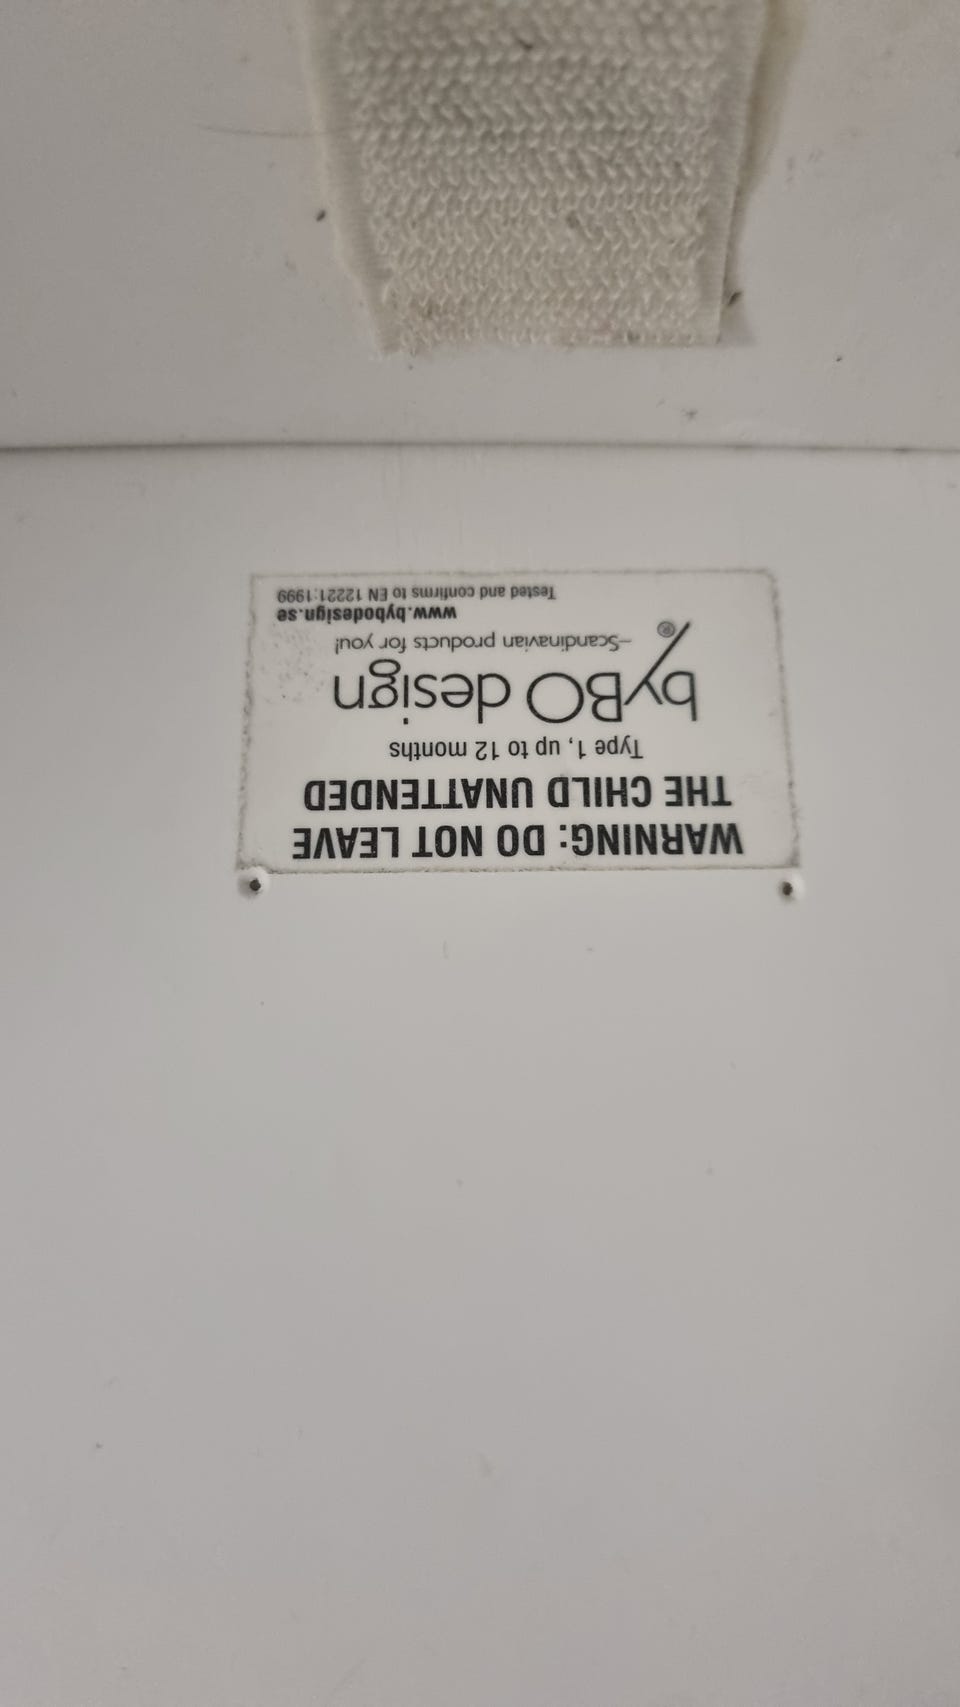 WARNING: DO NOT LEAVE
THE CHILD UNATTENDED
Type 1, up to 12 months
byBO design®
–Scandinavian products for you!
www.bybodesign.se
Tested and confirms to EN 12221:1999